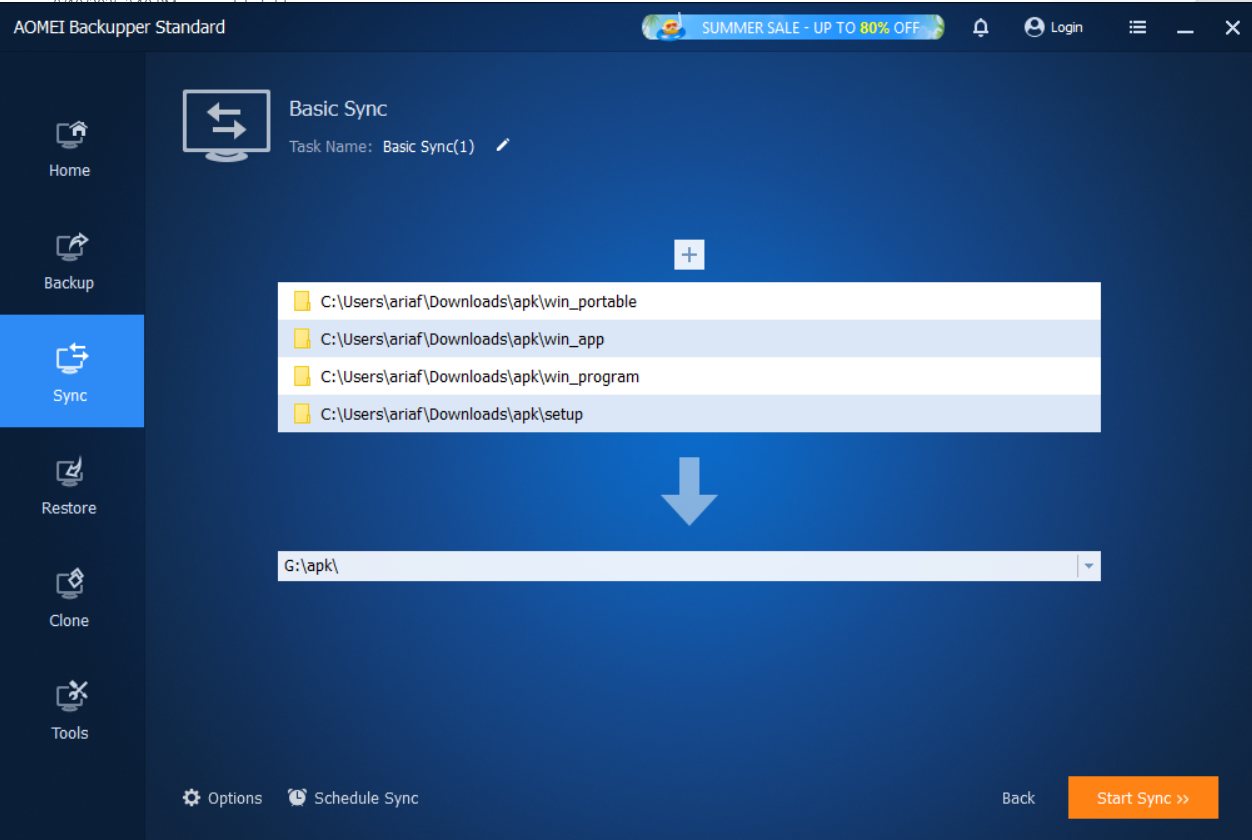 AOMEI Backupper Standard
SUMMER SALE - UP TO 80% OFF
Login
Home
Backup
Sync
Restore
Clone
Tools
Basic Sync
Task Name: Basic Sync(1)
C:\Users\ariaf\Downloads\apk\win_portable
C:\Users\ariaf\Downloads\apk\win_app
C:\Users\ariaf\Downloads\apk\win_program
C:\Users\ariaf\Downloads\apk\setup
G:\apk\
Options
Schedule Sync
Back
Start Sync >>